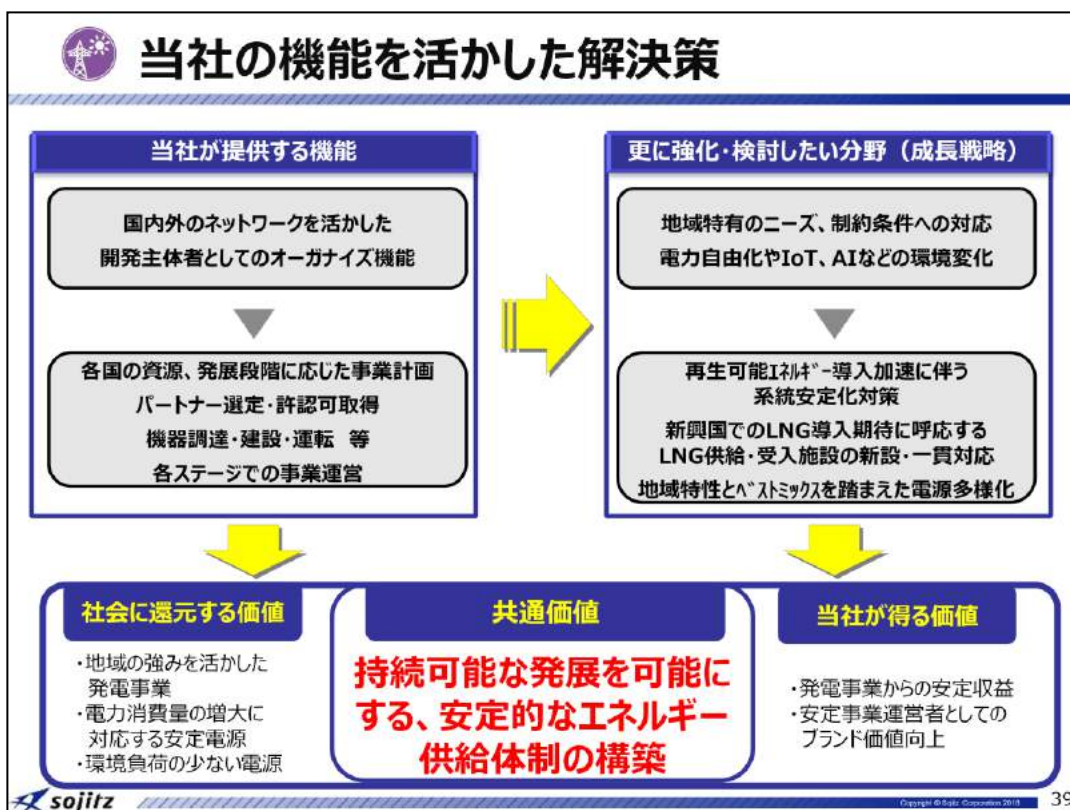 当社の機能を活かした解決策
当社が提供する機能
国内外のネットワークを活かした
開発主体者としてのオーガナイズ機能
各国の資源、発展段階に応じた事業計画
パートナー選定・許認可取得
機器調達・建設・運転 等
各ステージでの事業運営
更に強化・検討したい分野（成長戦略）
地域特有のニーズ、制約条件への対応
電力自由化やIoT、AIなどの環境変化
再生可能ｴﾈﾙｷﾞｰ導入加速に伴う
系統安定化対策
新興国でのLNG導入期待に呼応する
LNG供給・受入施設の新設・一貫対応
地域特性とﾍﾞｽﾄﾐｯｸｽを踏まえた電源多様化
社会に還元する価値
・地域の強みを活かした
発電事業
・電力消費量の増大に
対応する安定電源
・環境負荷の少ない電源
共通価値
持続可能な発展を可能に
する、安定的なエネルギー
供給体制の構築
当社が得る価値
・発電事業からの安定収益
・安定事業運営者としての
ブランド価値向上
sojitz
Copyright © Sojitz Corporation 2018
39